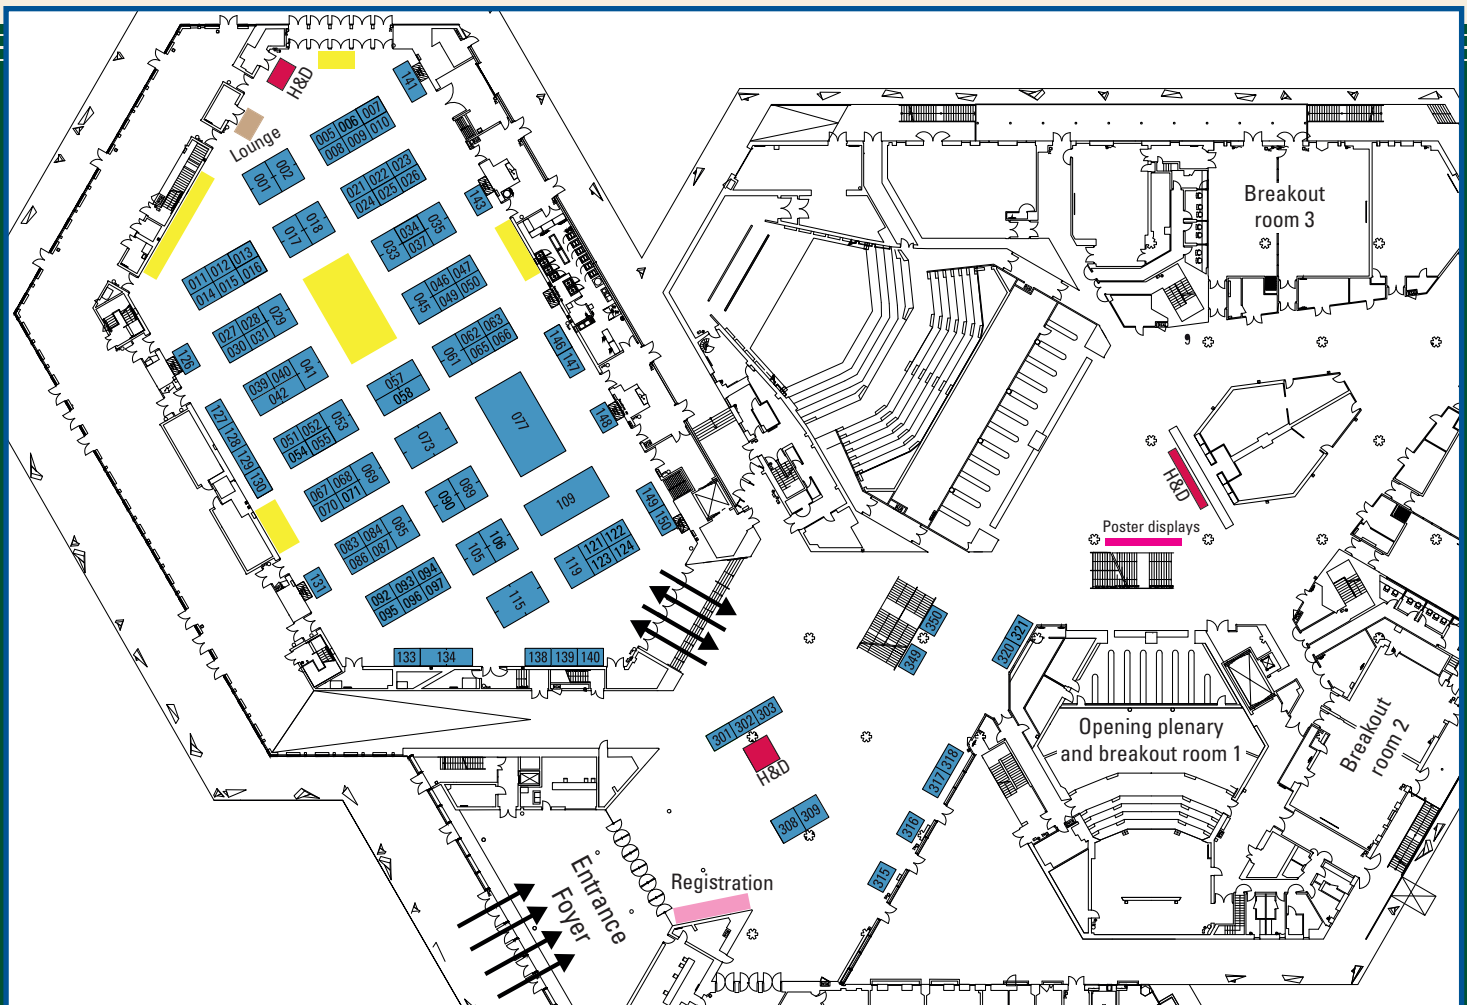 H&D
Lounge
141
005 006 007
008 009 010
001 002
021 022 023
024 025 026
143
017 018
033 034 035
037
011 012 013
014 015 016
045 046 047
049 050
027 028 029
030 031
061 062 063
065 066
146 147
126
039 040 041
042
057
058
077
148
127 128 129 130
051 052 053
054 055
073
067 068 069
070 071
089
090
109
149 150
083 084 085
086 087
105 106
119 121 122
123 124
131
092 093 094
095 096 097
115
133 134
138 139 140
Breakout
room 3
H&D
Poster displays
350
349
320 321
301 302 303
H&D
308 309
317 318
316
315
Opening plenary
and breakout room 1
Breakout
room 2
Entrance
Foyer
Registration